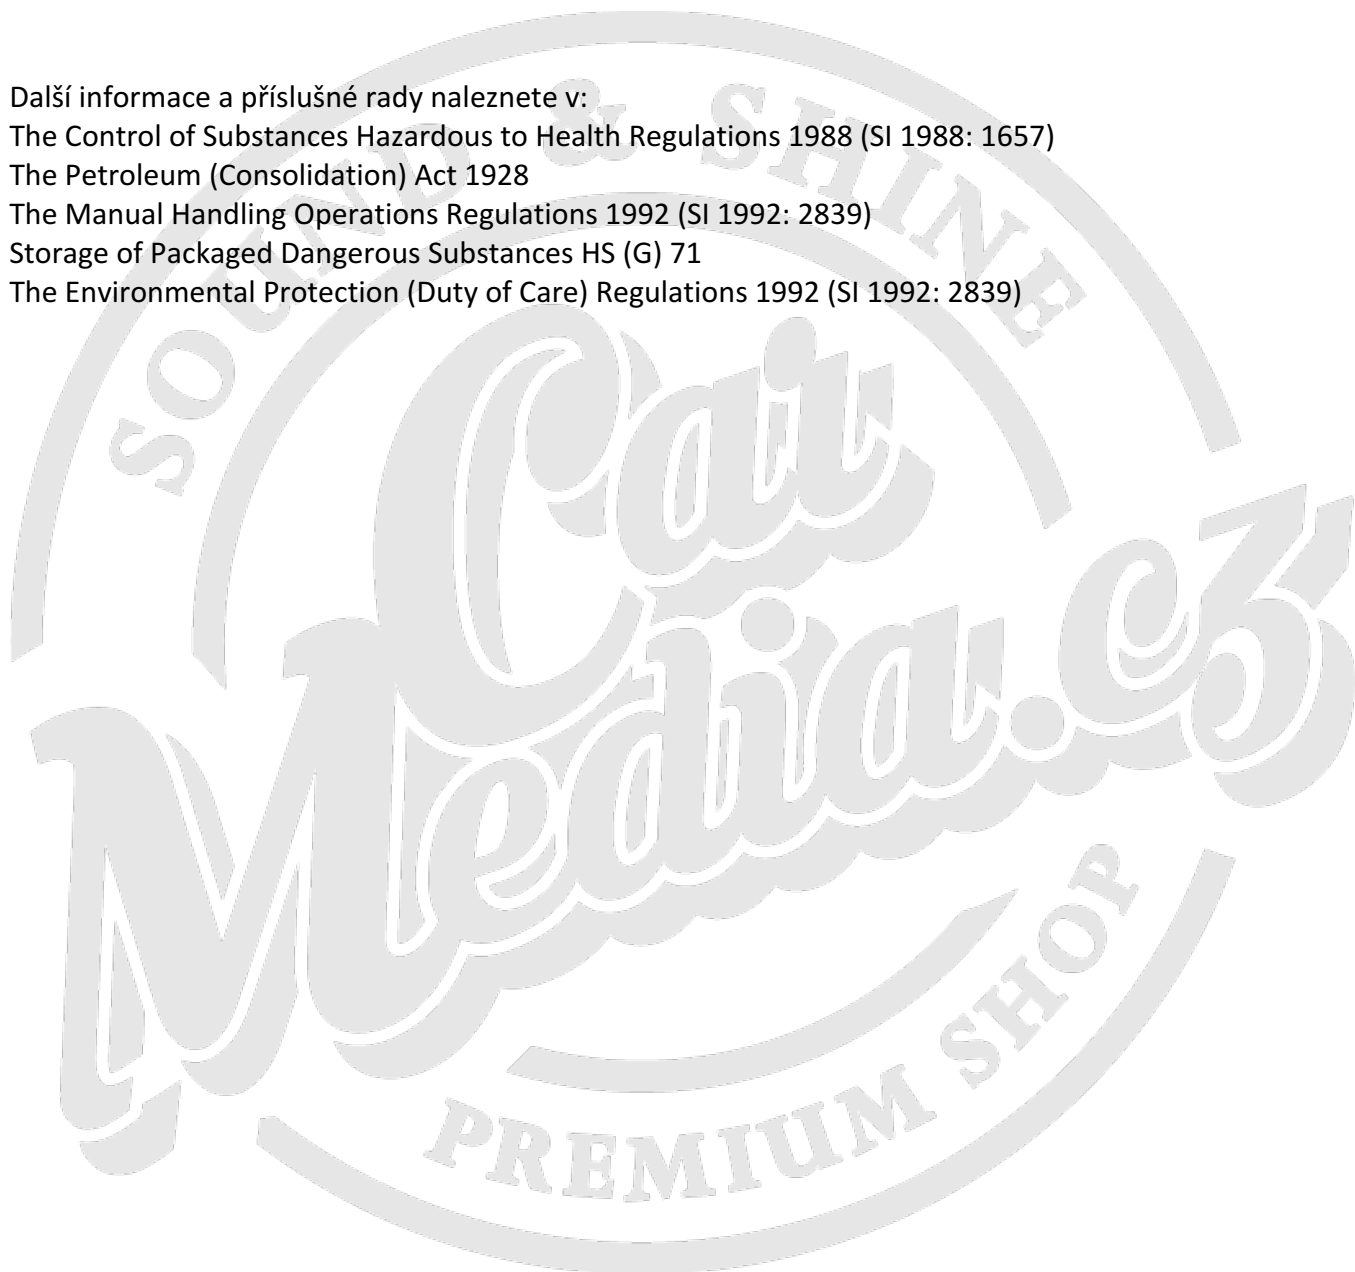 Další informace a příslušné rady naleznete v:
The Control of Substances Hazardous to Health Regulations 1988 (SI 1988: 1657)
The Petroleum (Consolidation) Act 1928
The Manual Handling Operations Regulations 1992 (SI 1992: 2839)
Storage of Packaged Dangerous Substances HS (G) 71
The Environmental Protection (Duty of Care) Regulations 1992 (SI 1992: 2839)
SOUND & SHINE
Car
Media.cz
PREMIUM SHOP